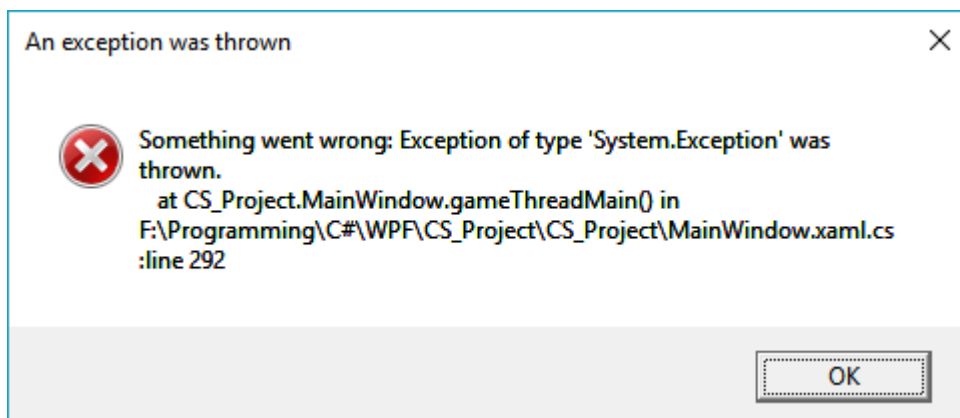 An exception was thrown
Something went wrong: Exception of type 'System.Exception' was
thrown.
at CS_Project.MainWindow.gameThreadMain() in
F:\Programming\C#\WPF\CS_Project\CS_Project\MainWindow.xaml.cs
:line 292
OK